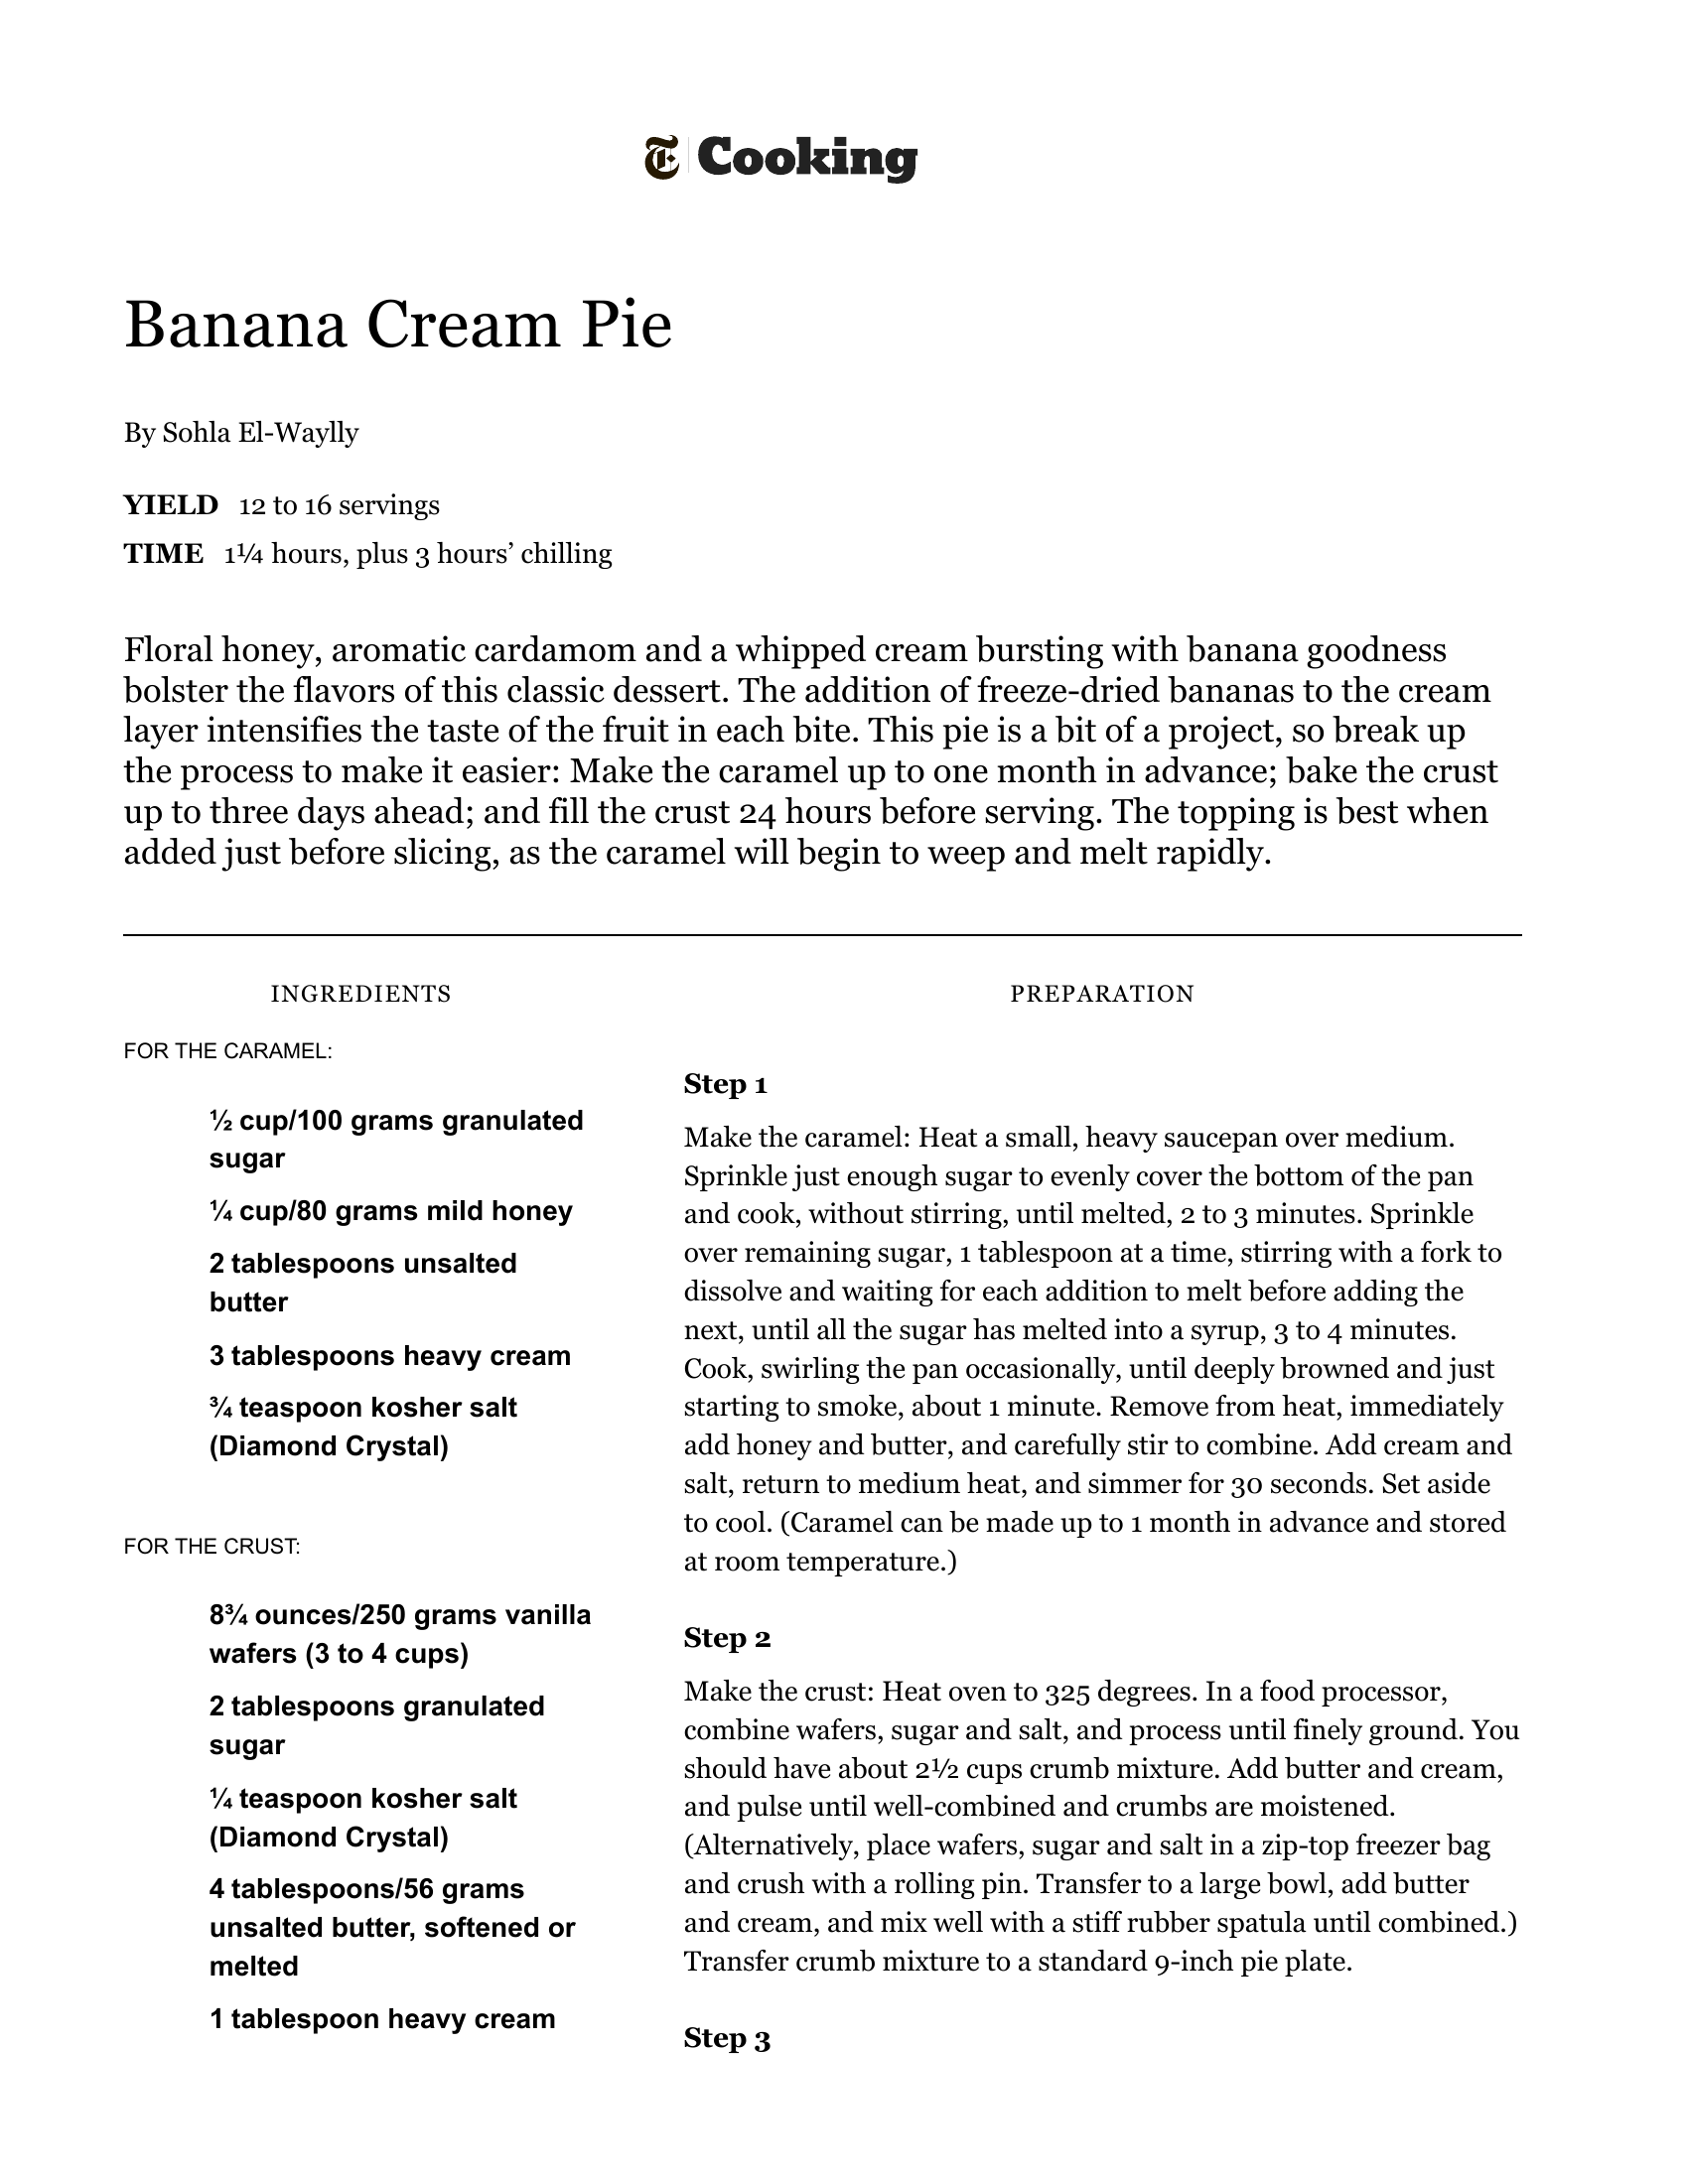 T Cooking
Banana Cream Pie
By Sohla El-Waylly
YIELD 12 to 16 servings
TIME 1¼ hours, plus 3 hours’ chilling
Floral honey, aromatic cardamom and a whipped cream bursting with banana goodness
bolster the flavors of this classic dessert. The addition of freeze-dried bananas to the cream
layer intensifies the taste of the fruit in each bite. This pie is a bit of a project, so break up
the process to make it easier: Make the caramel up to one month in advance; bake the crust
up to three days ahead; and fill the crust 24 hours before serving. The topping is best when
added just before slicing, as the caramel will begin to weep and melt rapidly.
INGREDIENTS
FOR THE CARAMEL:
½ cup/100 grams granulated
sugar
¼ cup/80 grams mild honey
2 tablespoons unsalted
butter
3 tablespoons heavy cream
¾ teaspoon kosher salt
(Diamond Crystal)
FOR THE CRUST:
8¾ ounces/250 grams vanilla
wafers (3 to 4 cups)
2 tablespoons granulated
sugar
¼ teaspoon kosher salt
(Diamond Crystal)
4 tablespoons/56 grams
unsalted butter, softened or
melted
1 tablespoon heavy cream
PREPARATION
Step 1
Make the caramel: Heat a small, heavy saucepan over medium.
Sprinkle just enough sugar to evenly cover the bottom of the pan
and cook, without stirring, until melted, 2 to 3 minutes. Sprinkle
over remaining sugar, 1 tablespoon at a time, stirring with a fork to
dissolve and waiting for each addition to melt before adding the
next, until all the sugar has melted into a syrup, 3 to 4 minutes.
Cook, swirling the pan occasionally, until deeply browned and just
starting to smoke, about 1 minute. Remove from heat, immediately
add honey and butter, and carefully stir to combine. Add cream and
salt, return to medium heat, and simmer for 30 seconds. Set aside
to cool. (Caramel can be made up to 1 month in advance and stored
at room temperature.)
Step 2
Make the crust: Heat oven to 325 degrees. In a food processor,
combine wafers, sugar and salt, and process until finely ground. You
should have about 2½ cups crumb mixture. Add butter and cream,
and pulse until well-combined and crumbs are moistened.
(Alternatively, place wafers, sugar and salt in a zip-top freezer bag
and crush with a rolling pin. Transfer to a large bowl, add butter
and cream, and mix well with a stiff rubber spatula until combined.)
Transfer crumb mixture to a standard 9-inch pie plate.
Step 3